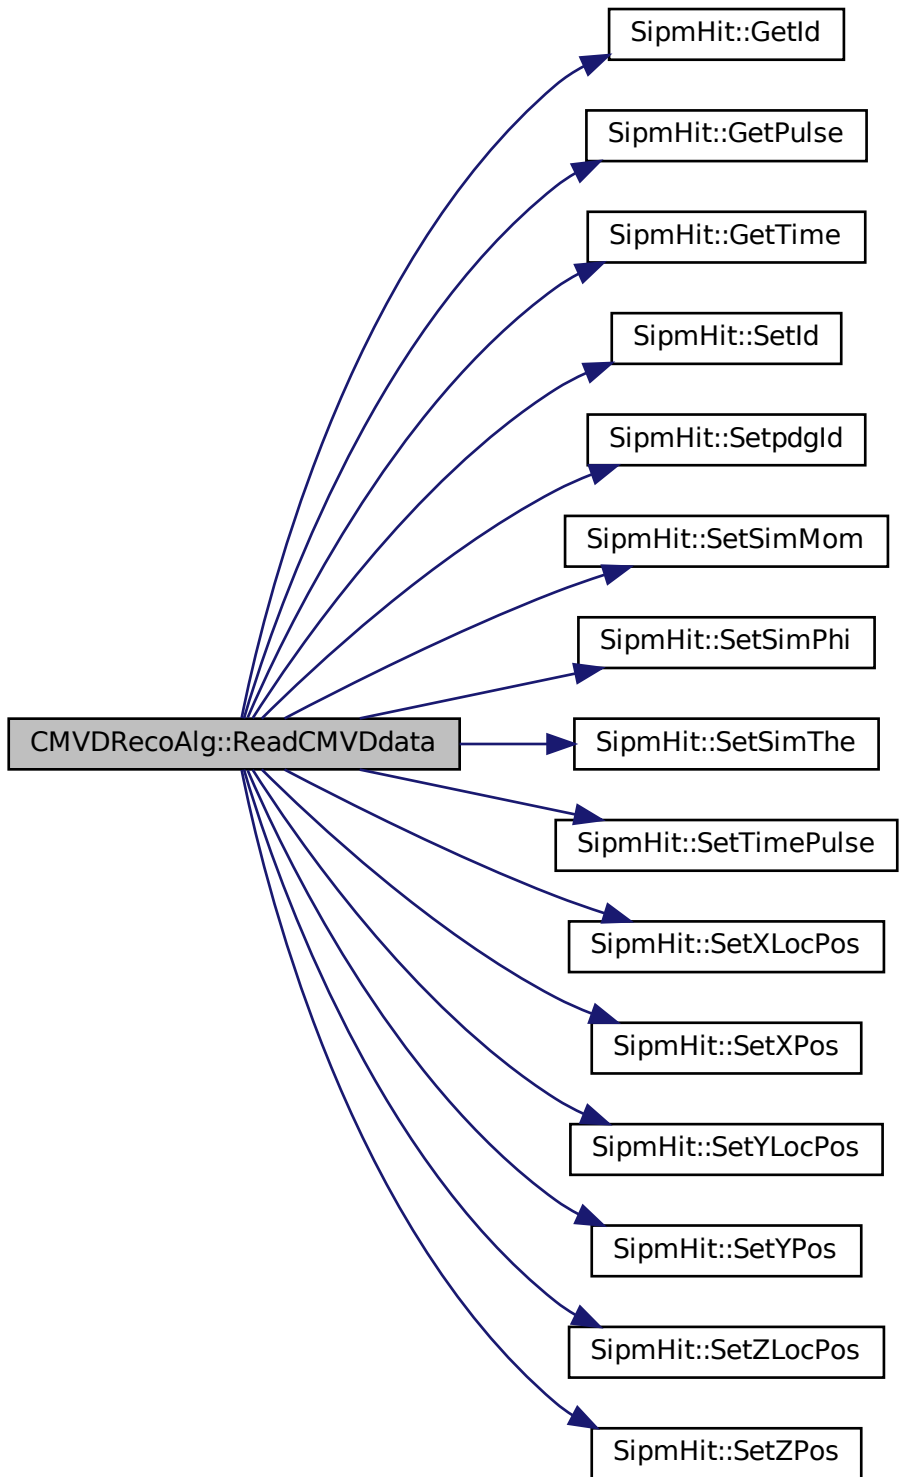 SipmHit::GetId
SipmHit::GetPulse
SipmHit::GetTime
SipmHit::SetId
SipmHit::SetpdgId
SipmHit::SetSimMom
SipmHit::SetSimPhi
CMVDRecoAlg::ReadCMVDdata
SipmHit::SetSimThe
SipmHit::SetTimePulse
SipmHit::SetXLocPos
SipmHit::SetXPos
SipmHit::SetYLocPos
SipmHit::SetYPos
SipmHit::SetZLocPos
SipmHit::SetZPos